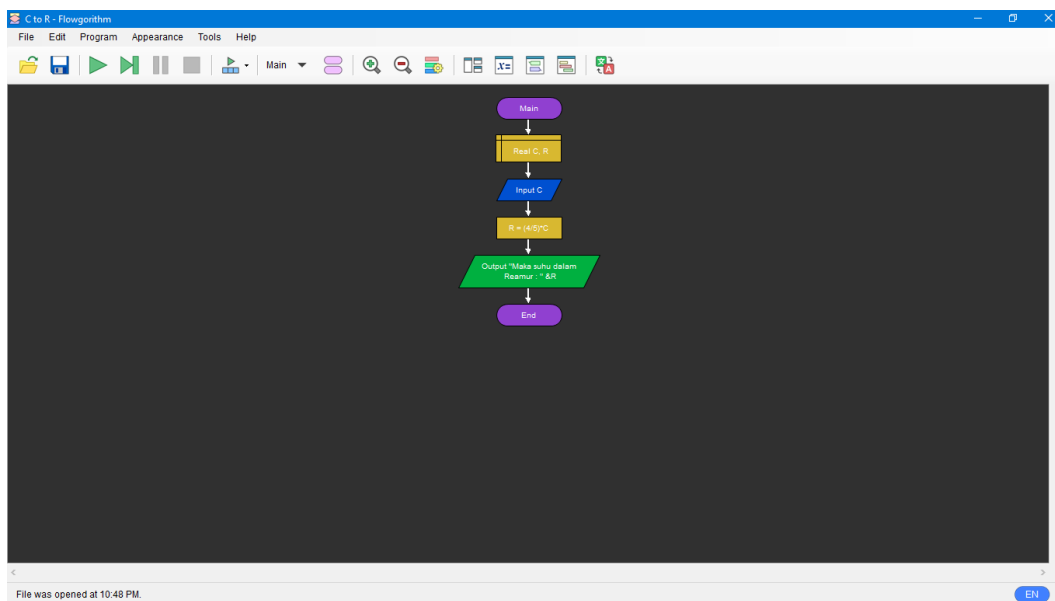 C to R - Flowgorithm
File Edit Program Appearance Tools Help
Main
x=
Main
Real C, R
Input C
R = (4/5)*C
Output "Maka suhu dalam
Reamur : " &R
End
File was opened at 10:48 PM.
EN